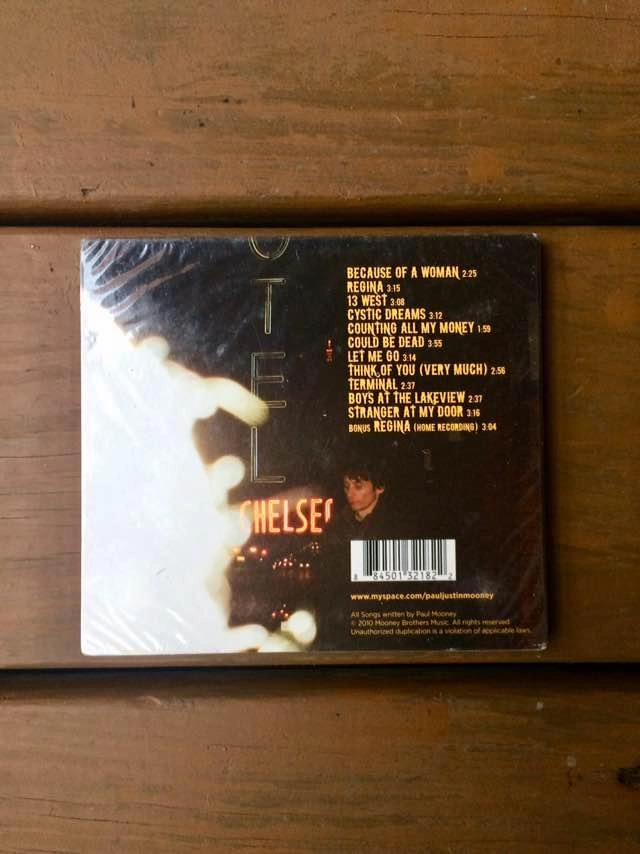 OTEL
CHELSE
BECAUSE OF A WOMAN 2:25
REGINA 3:15
13 WEST 3:08
CYSTIC DREAMS 3:12
COUNTING ALL MY MONEY 1:59
COULD BE DEAD 3:55
LET ME GO 3:14
THINK OF YOU (VERY MUCH) 2:56
TERMINAL 2:37
BOYS AT THE LAKEVIEW 2:37
STRANGER AT MY DOOR 3:16
BONUS REGINA (HOME RECORDING) 3:04
8 84501 32182 2
www.myspace.com/pauljustinmooney
All Songs written by Paul Mooney.
© 2010 Mooney Brothers Music. All rights reserved
Unauthorized duplication is a violation of applicable laws.